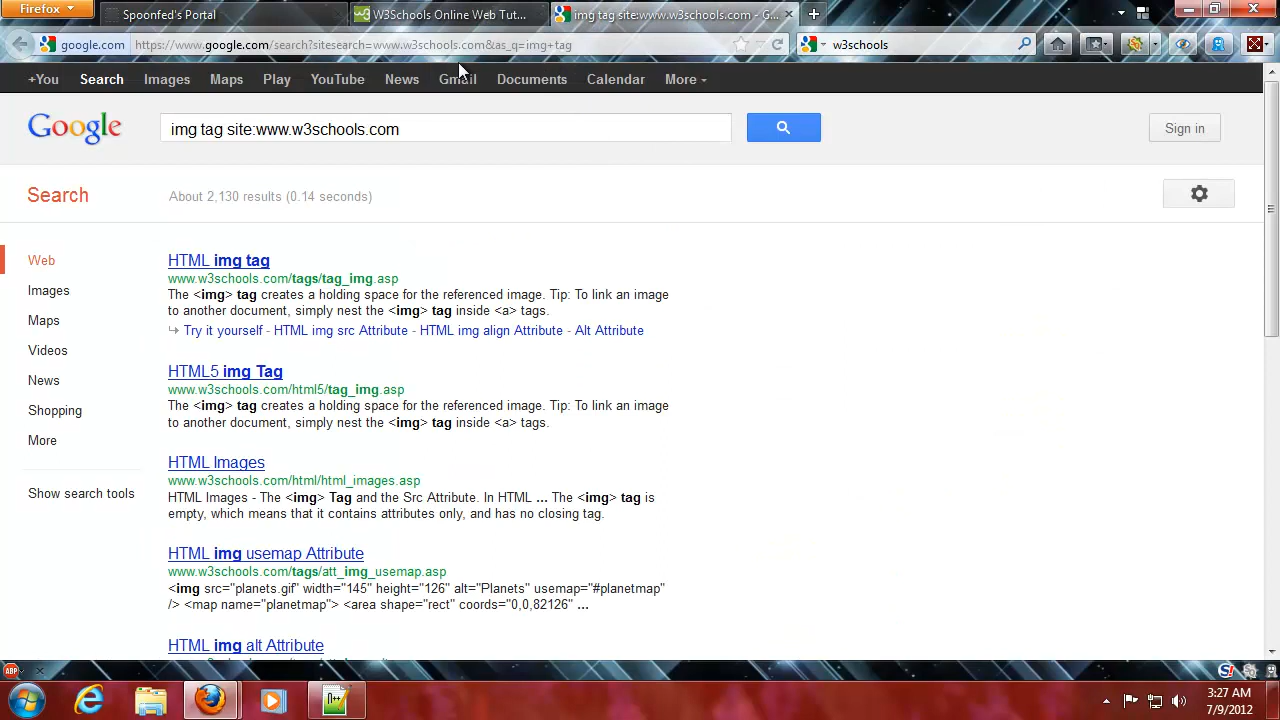 Firefox
Spoonfed's Portal
W3Schools Online Web Tut...
img tag site:www.w3schools.com - G...
google.com
https://www.google.com/search?sitesearch=www.w3schools.com&as_q=img+tag
w3schools
+You Search Images Maps Play YouTube News Gmail Documents Calendar More
Google
img tag site:www.w3schools.com
Sign in
Search
About 2,130 results (0.14 seconds)
Web
Images
Maps
Videos
News
Shopping
More
Show search tools
HTML img tag
www.w3schools.com/tags/tag_img.asp
The <img> tag creates a holding space for the referenced image. Tip: To link an image
to another document, simply nest the <img> tag inside <a> tags.
Try it yourself - HTML img src Attribute - HTML img align Attribute - Alt Attribute
HTML5 img Tag
www.w3schools.com/html5/tag_img.asp
The <img> tag creates a holding space for the referenced image. Tip: To link an image
to another document, simply nest the <img> tag inside <a> tags.
HTML Images
www.w3schools.com/html/html_images.asp
HTML Images - The <img> Tag and the Src Attribute. In HTML ... The <img> tag is
empty, which means that it contains attributes only, and has no closing tag.
HTML img usemap Attribute
www.w3schools.com/tags/att_img_usemap.asp
<img src="planets.gif" width="145" height="126" alt="Planets" usemap="#planetmap"
/> <map name="planetmap"> <area shape="rect" coords="0,0,82126" ...
HTML img alt Attribute
ABP
3:27 AM
7/9/2012